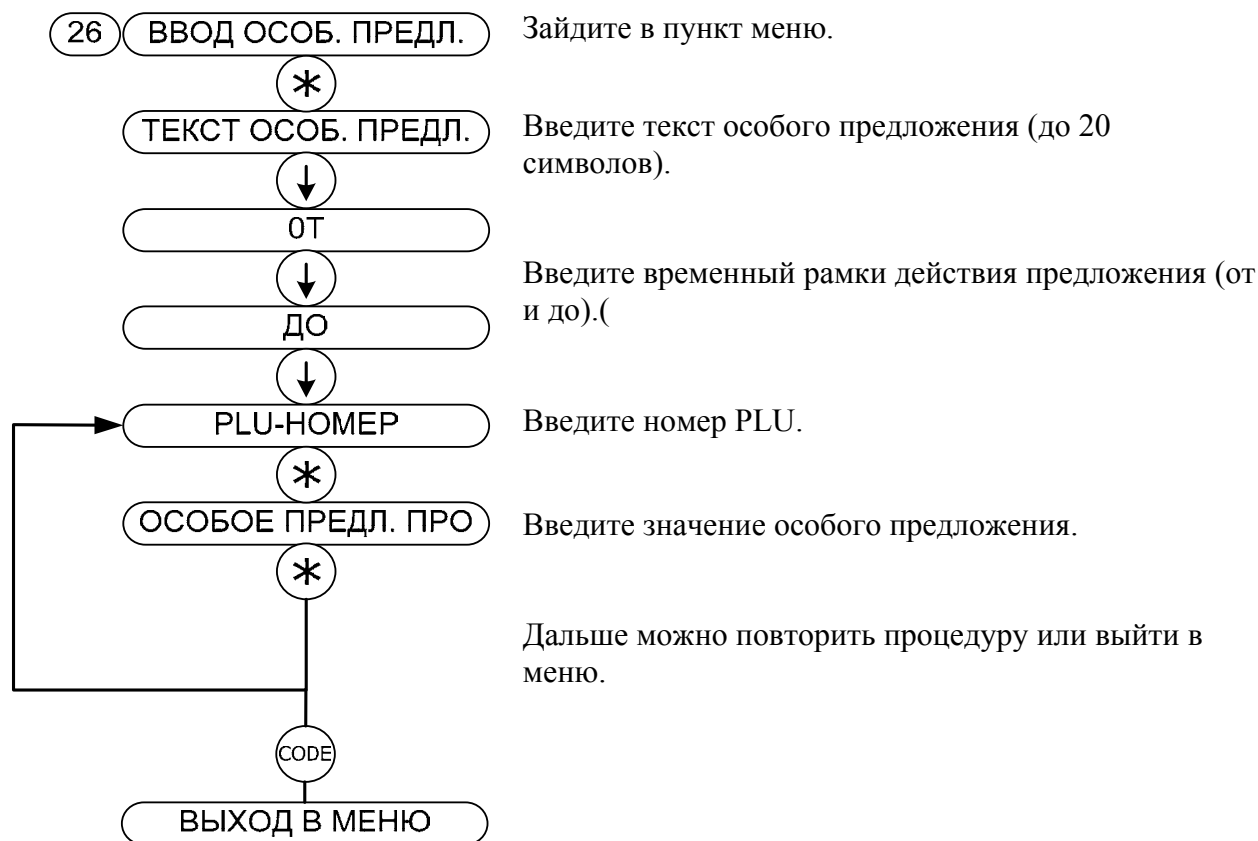 26 ВВОД ОСОБ. ПРЕДЛ. Зайдите в пункт меню.
ТЕКСТ ОСОБ. ПРЕДЛ. Введите текст особого предложения (до 20
символов).
0Т
Введите временный рамки действия предложения (от
и до).(
ДО
PLU-НОМЕР Введите номер PLU.
ОСОБОЕ ПРЕДЛ. ПРО Введите значение особого предложения.
Дальше можно повторить процедуру или выйти в
меню.
CODE
ВЫХОД В МЕНЮ